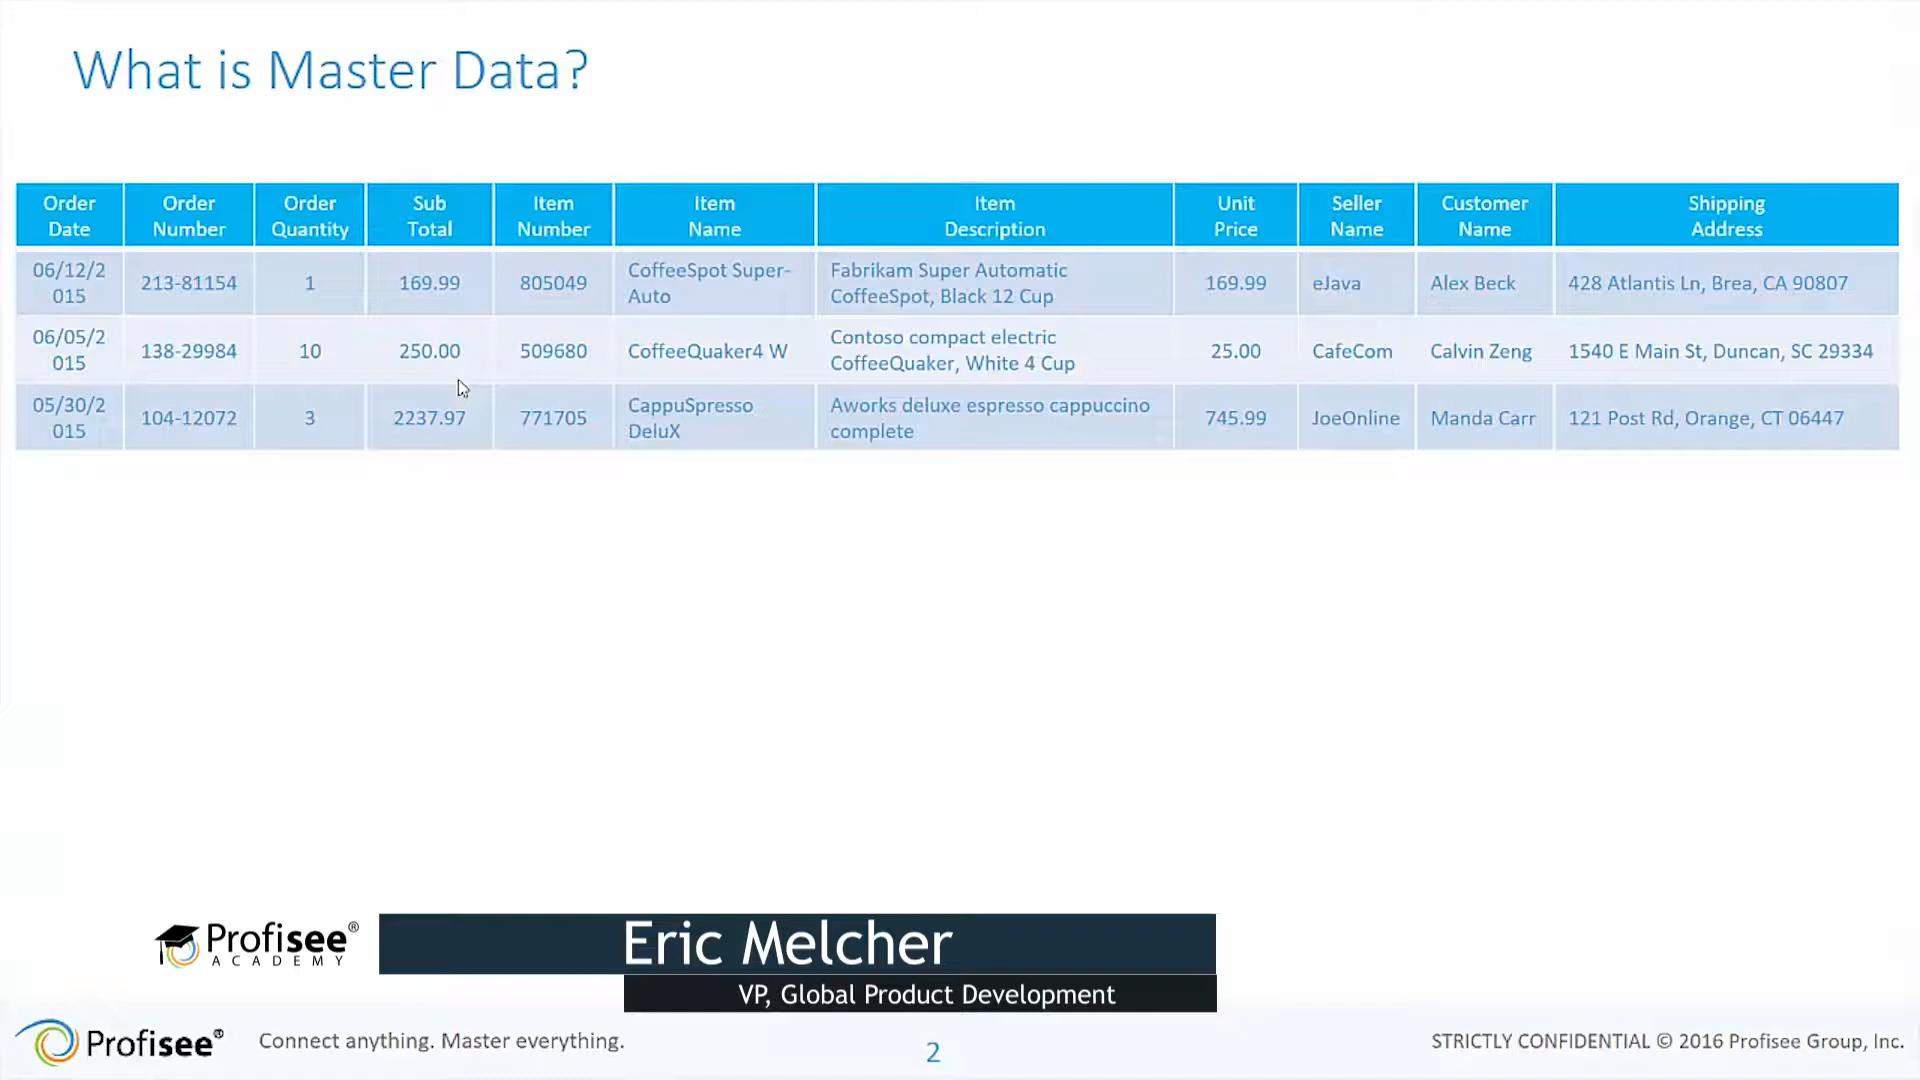 What is Master Data?
Order Date	Order Number	Order Quantity	Sub Total	Item Number	Item Name	Item Description	Unit Price	Seller Name	Customer Name	Shipping Address
06/12/2015	213-81154	1	169.99	805049	CoffeeSpot Super-Auto	Fabrikam Super Automatic CoffeeSpot, Black 12 Cup	169.99	eJava	Alex Beck	428 Atlantis Ln, Brea, CA 90807
06/05/2015	138-29984	10	250.00	509680	CoffeeQuaker4 W	Contoso compact electric CoffeeQuaker, White 4 Cup	25.00	CafeCom	Calvin Zeng	1540 E Main St, Duncan, SC 29334
05/30/2015	104-12072	3	2237.97	771705	CappuSpresso DeluX	Aworks deluxe espresso cappuccino complete	745.99	JoeOnline	Manda Carr	121 Post Rd, Orange, CT 06447
Profisee®
ACADEMY
Eric Melcher
VP, Global Product Development
Profisee®
Connect anything. Master everything.
2
STRICTLY CONFIDENTIAL © 2016 Profisee Group, Inc.